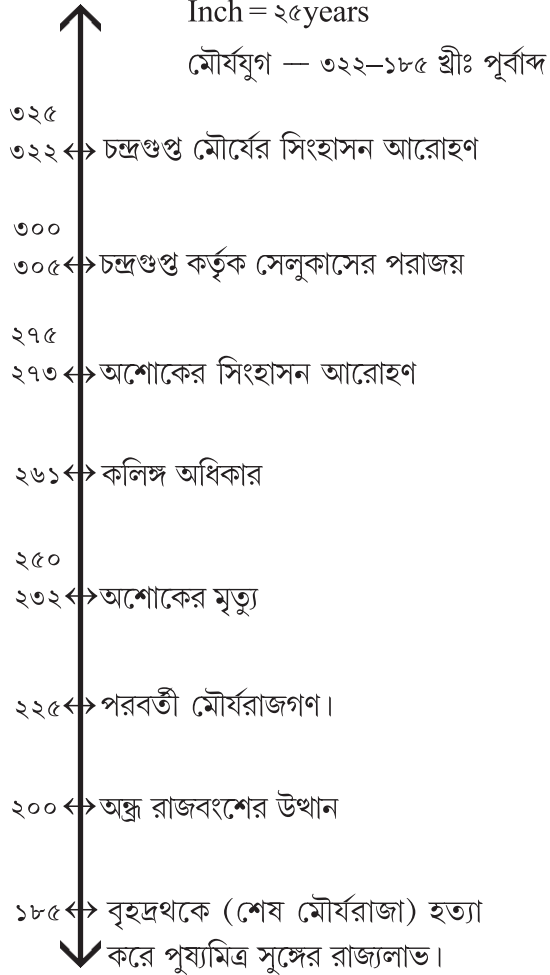 Inch = ২৫years
মৌর্যযুগ — ৩২২–১৮৫ খ্রীঃ পূর্বাব্দ
৩২৫
৩২২ চন্দ্রগুপ্ত মৌর্যের সিংহাসন আরোহণ
৩০০
৩০৫ চন্দ্রগুপ্ত কর্তৃক সেলুকাসের পরাজয়
২৭৫
২৭৩ অশোকের সিংহাসন আরোহণ
২৬১ কলিঙ্গ অধিকার
২৫০
২৩২ অশোকের মৃত্যু
২২৫ পরবর্তী মৌর্যরাজগণ।
২০০ অন্ধ্র রাজবংশের উত্থান
১৮৫ বৃহদ্রথকে (শেষ মৌর্যরাজা) হত্যা
করে পুষ্যমিত্র সুঙ্গের রাজ্যলাভ।